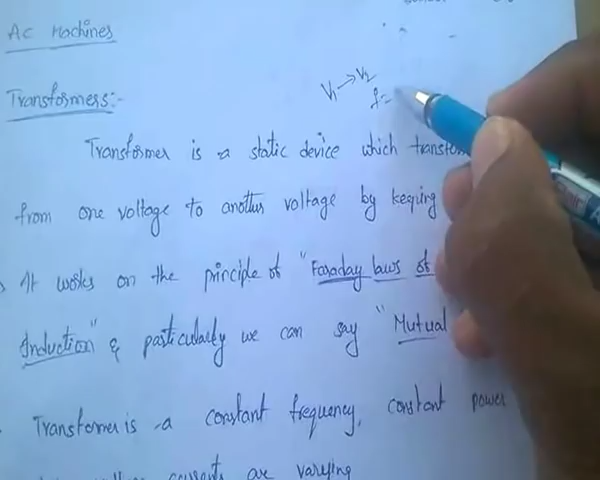 Ac Machines
V1 → V2
f=
Transformers:-
Transformer is a static device which transfo
from one voltage to another voltage by keeping
It works on the principle of "Faraday laws of
Induction" & particularly we can say "Mutual
Transformer is a constant frequency, constant power
currents are varying